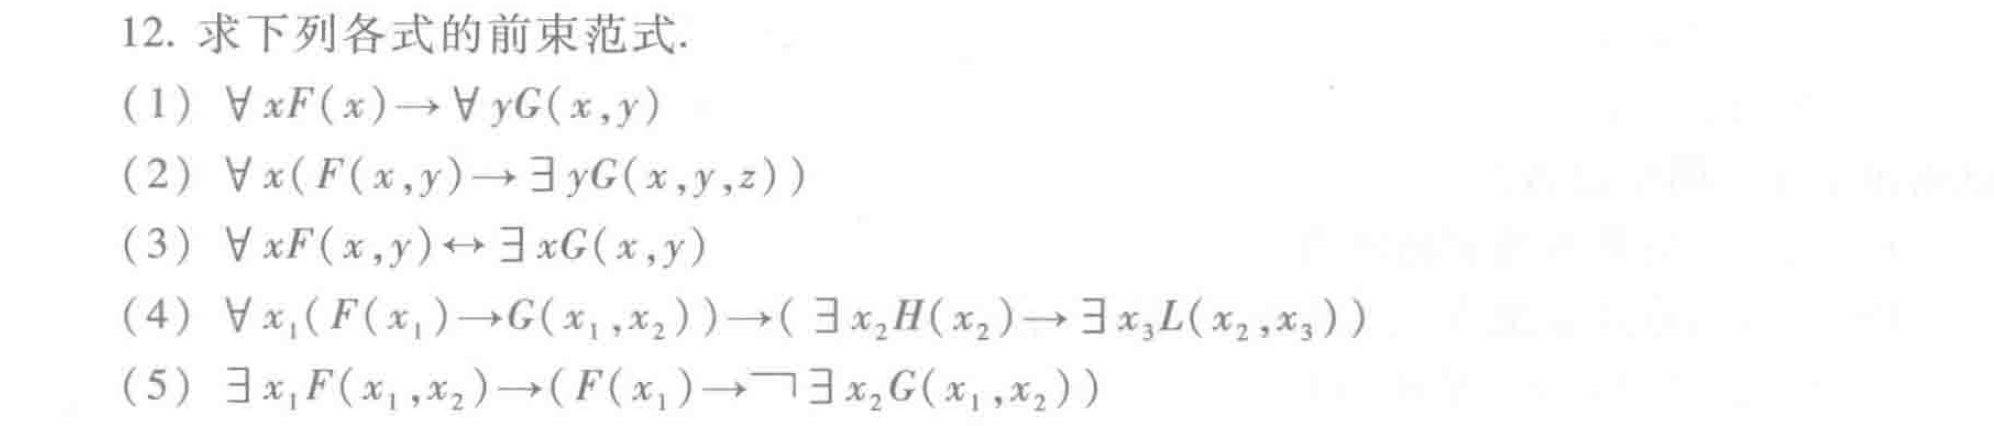 12. 求下列各式的前束范式.
(1) ∀xF(x)→∀yG(x,y)
(2) ∀x(F(x,y)→∃yG(x,y,z))
(3) ∀xF(x,y)↔∃xG(x,y)
(4) ∀x₁(F(x₁)→G(x₁,x₂))→(∃x₂H(x₂)→∃x₃L(x₂,x₃))
(5) ∃x₁F(x₁,x₂)→(F(x₁)→¬∃x₂G(x₁,x₂))